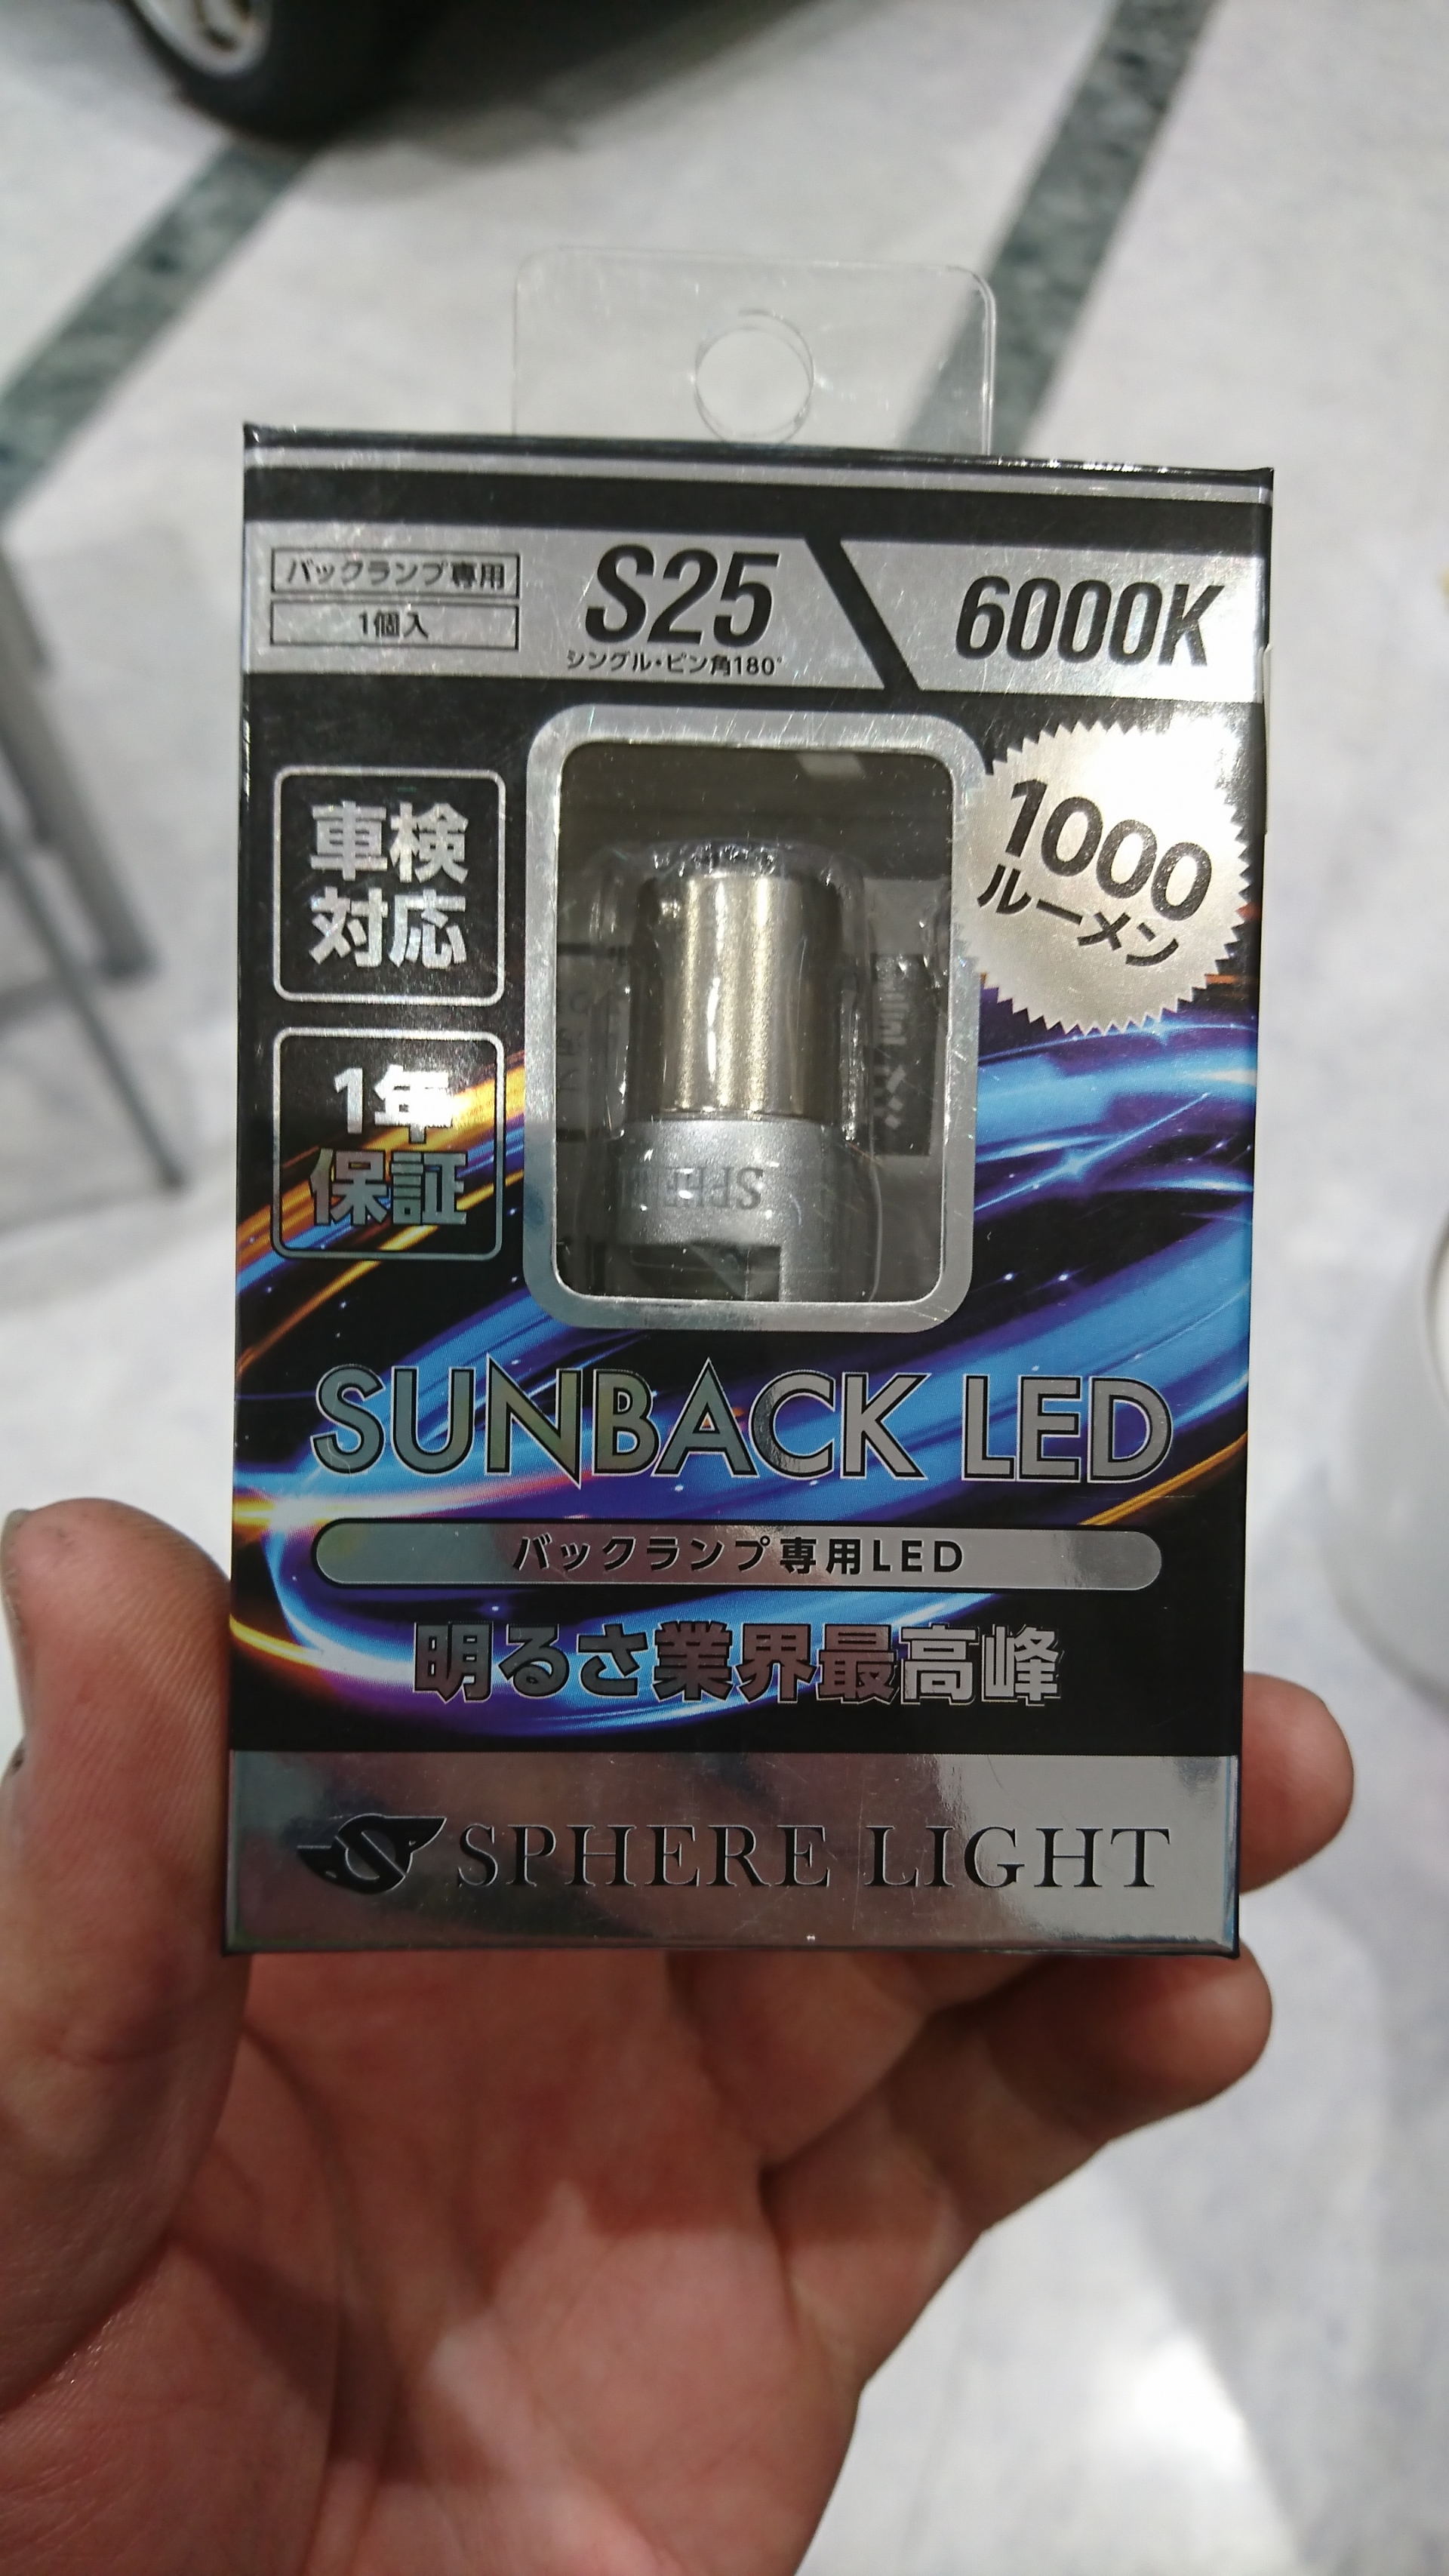 バックランプ専用
1個入
S25
シングル・ピン角180°
6000K
車検
対応
1000
ルーメン
1年
保証
SPHE
SUNBACK LED
バックランプ専用LED
明るさ業界最高峰
SPHERE LIGHT